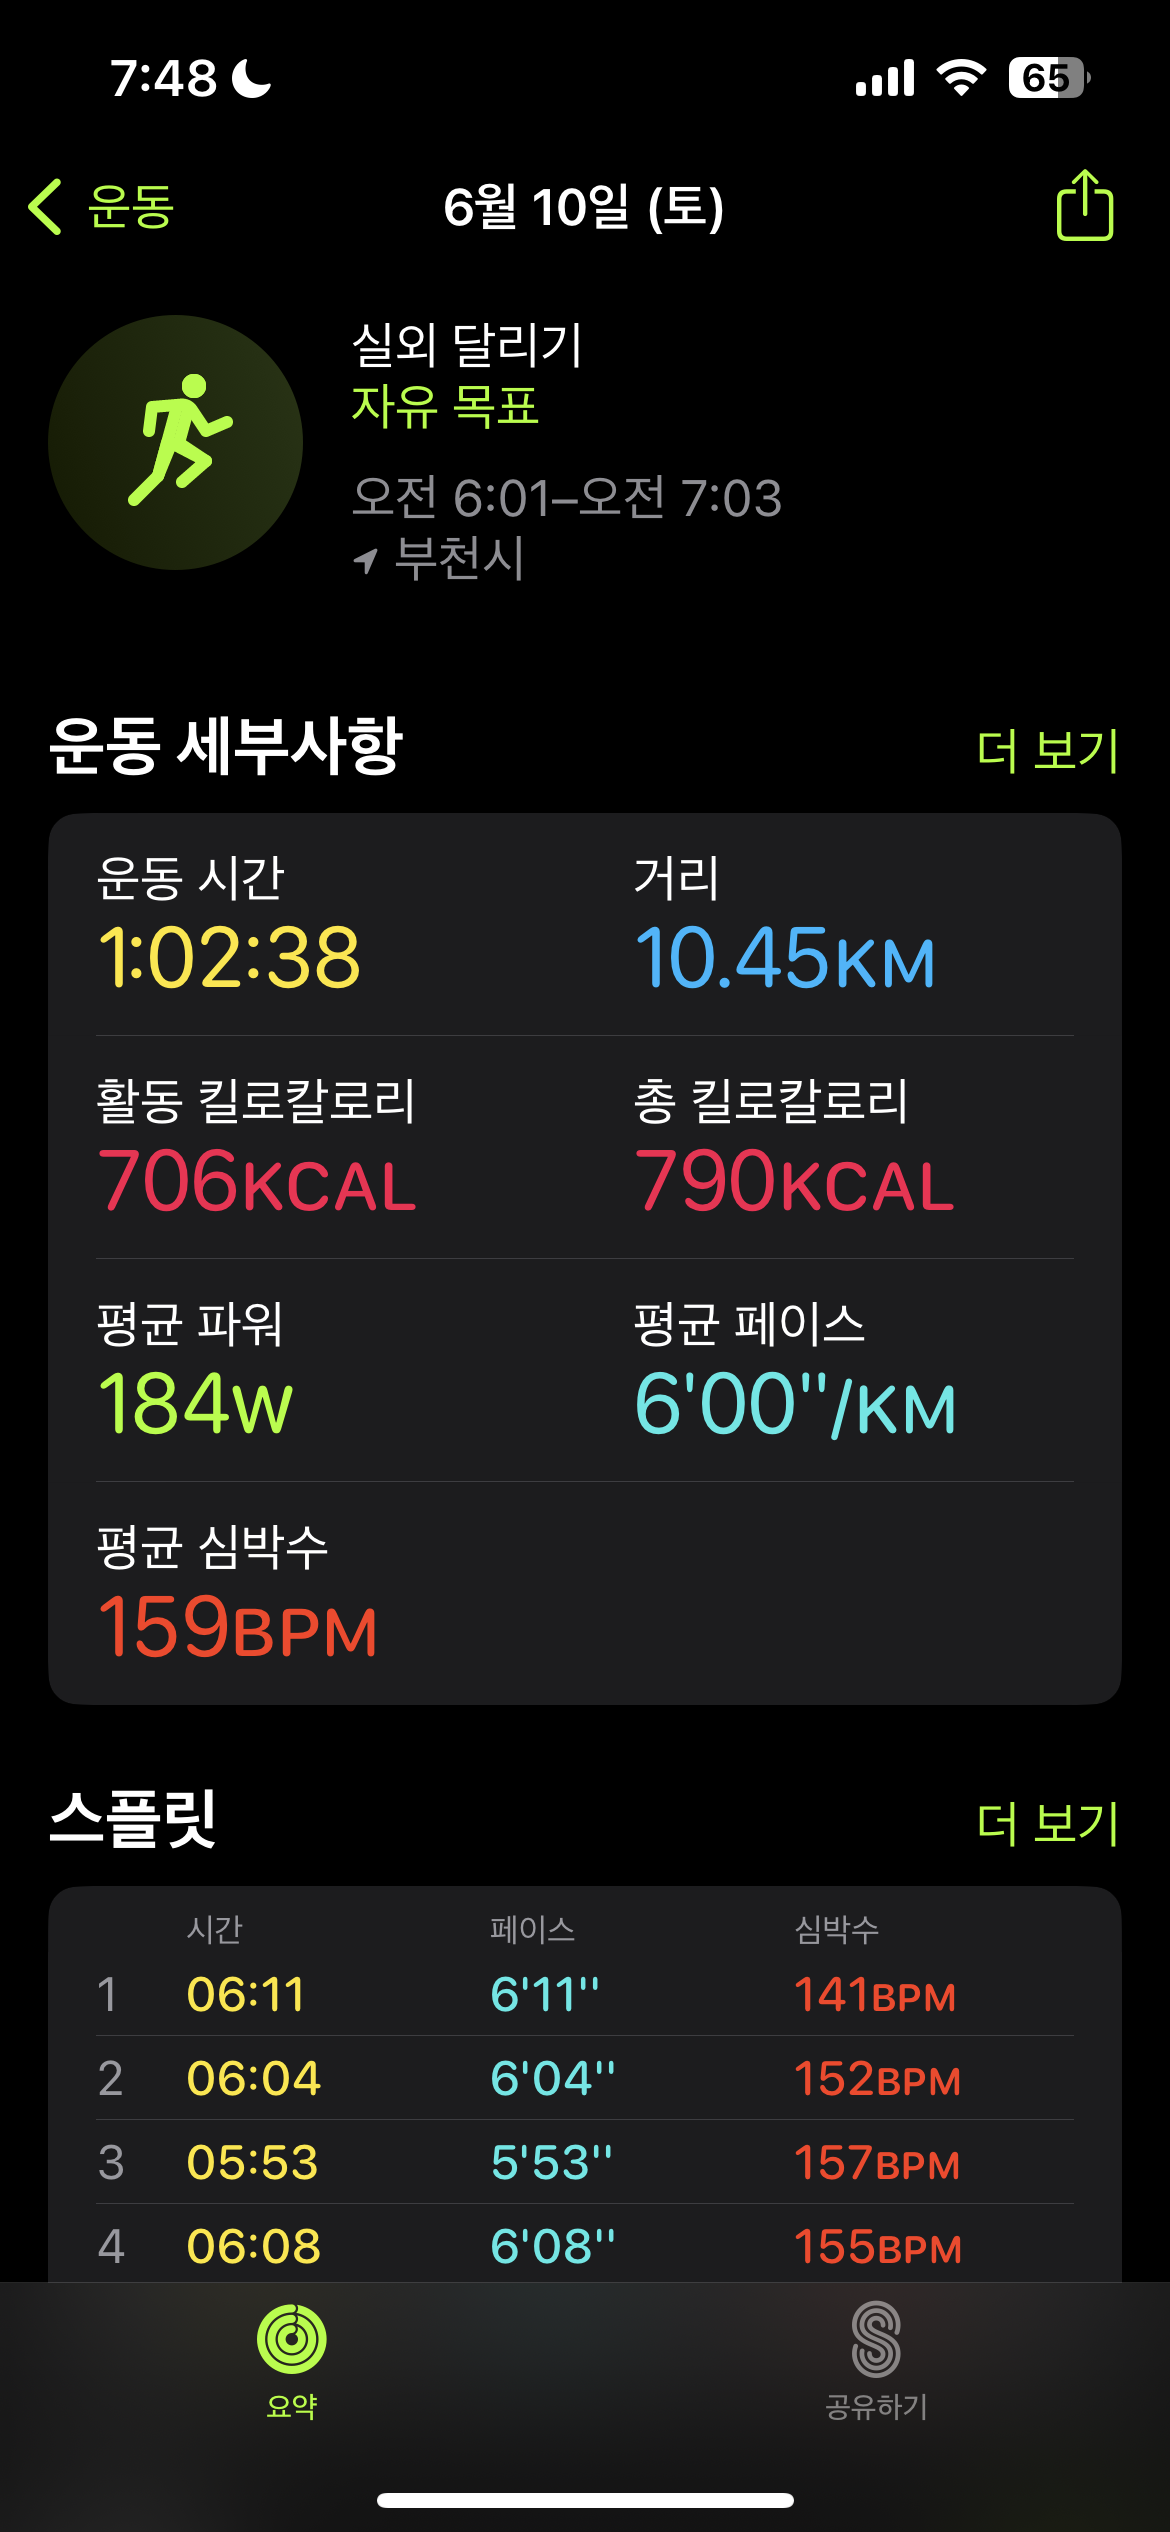 7:48 65
운동 6월 10일 (토)
실외 달리기
자유 목표
오전 6:01–오전 7:03
부천시
운동 세부사항 더 보기
운동 시간 거리
1:02:38 10.45KM
활동 킬로칼로리 총 킬로칼로리
706KCAL 790KCAL
평균 파워 평균 페이스
184W 6'00''/KM
평균 심박수
159BPM
스플릿 더 보기
시간 페이스 심박수
1 06:11 6'11'' 141BPM
2 06:04 6'04'' 152BPM
3 05:53 5'53'' 157BPM
4 06:08 6'08'' 155BPM
요약 공유하기